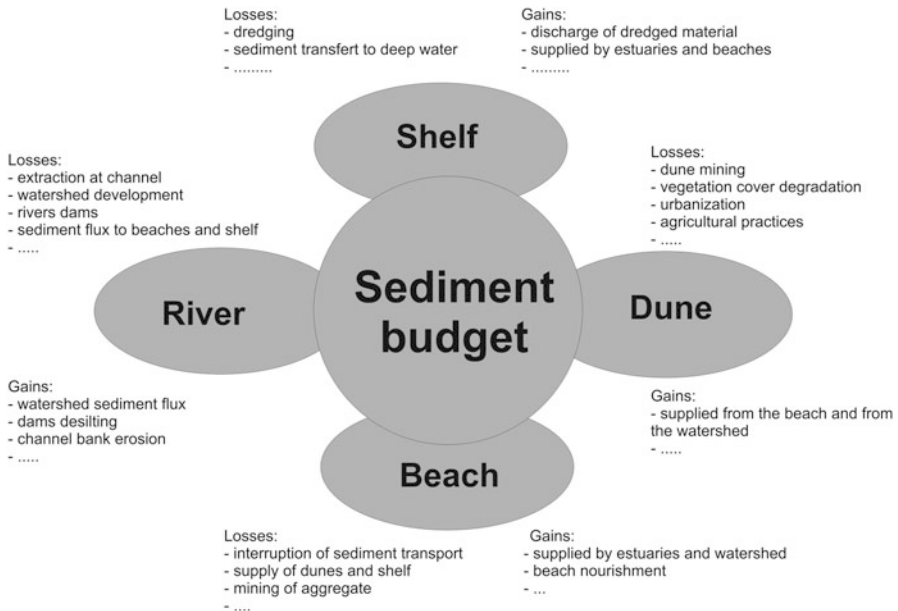 Losses:
- dredging
- sediment transfert to deep water
- .........
Gains:
- discharge of dredged material
- supplied by estuaries and beaches
- .........
Shelf
Losses:
- extraction at channel
- watershed development
- rivers dams
- sediment flux to beaches and shelf
- .....
Losses:
- dune mining
- vegetation cover degradation
- urbanization
- agricultural practices
- .....
River
Sediment
budget
Dune
Gains:
- watershed sediment flux
- dams desilting
- channel bank erosion
- .....
Gains:
- supplied from the beach and from
the watershed
- .....
Beach
Losses:
- interruption of sediment transport
- supply of dunes and shelf
- mining of aggregate
- ....
Gains:
- supplied by estuaries and watershed
- beach nourishment
- ...